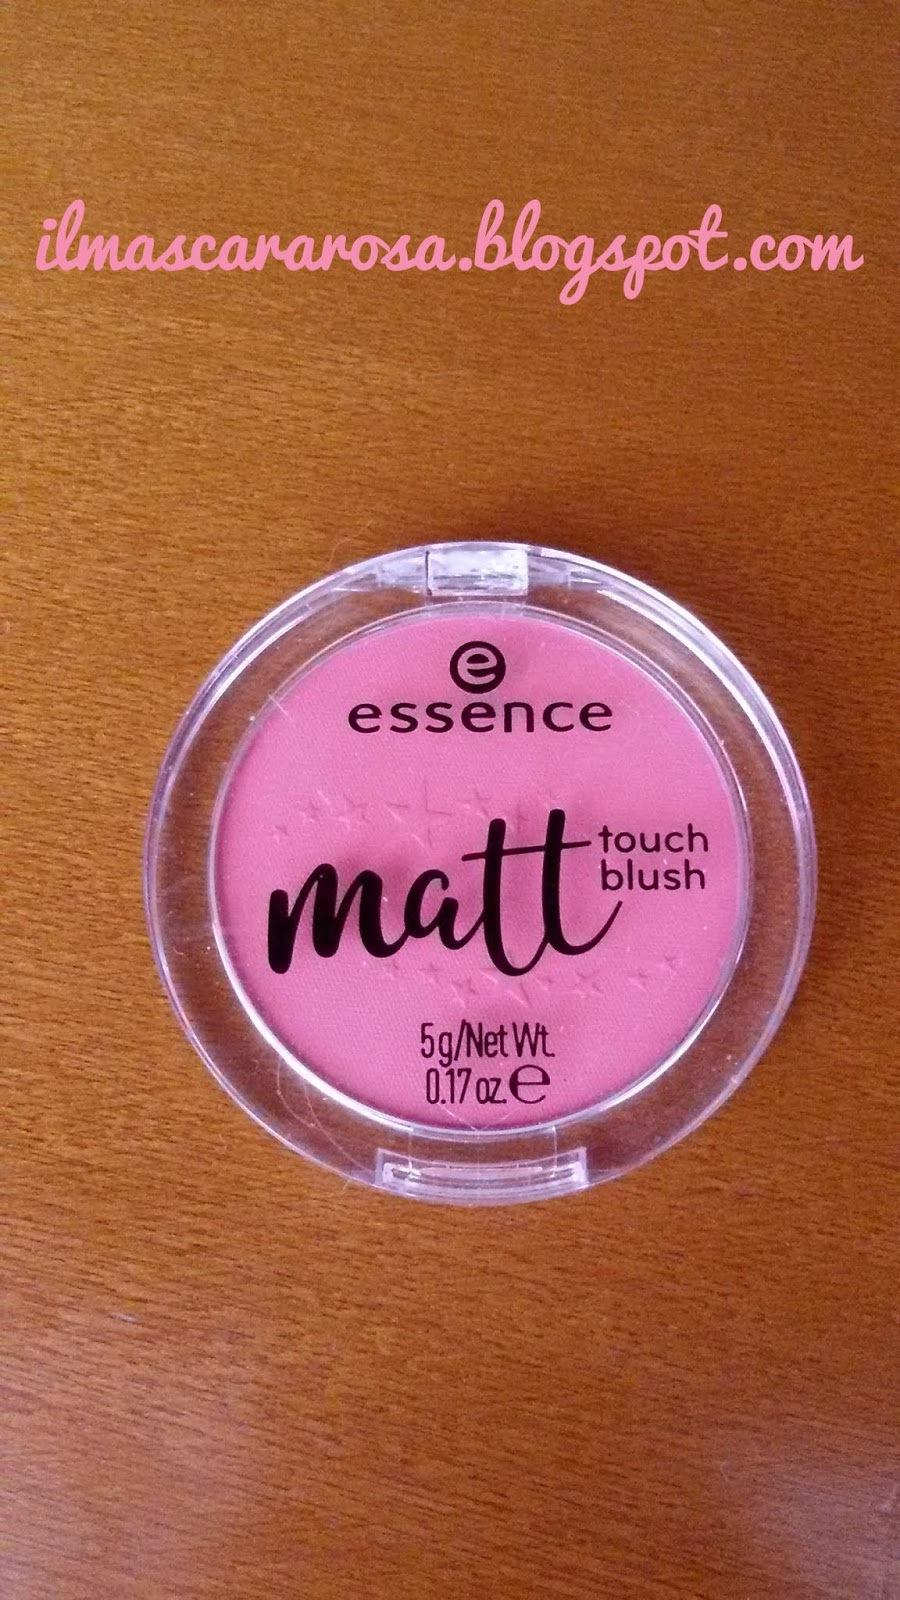 ilmascararosa.blogspot.com
e
essence
matt touch
blush
5g/Net Wt.
0.17 oz. ℮